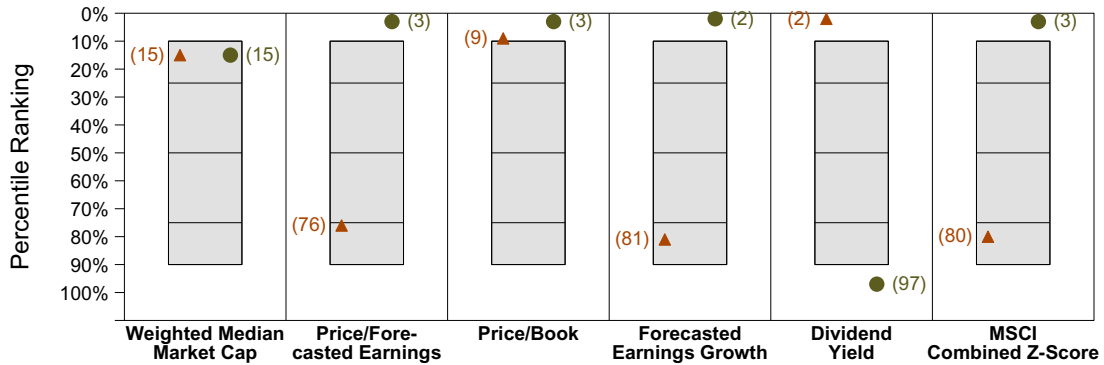 Percentile Ranking
0%
10%
20%
30%
40%
50%
60%
70%
80%
90%
100%
(15) (15)
(3)
(76)
(9) (3)
(2)
(81)
(2)
(97)
(3)
(80)
Weighted Median
Market Cap
Price/Fore-
casted Earnings
Price/Book
Forecasted
Earnings Growth
Dividend
Yield
MSCI
Combined Z-Score